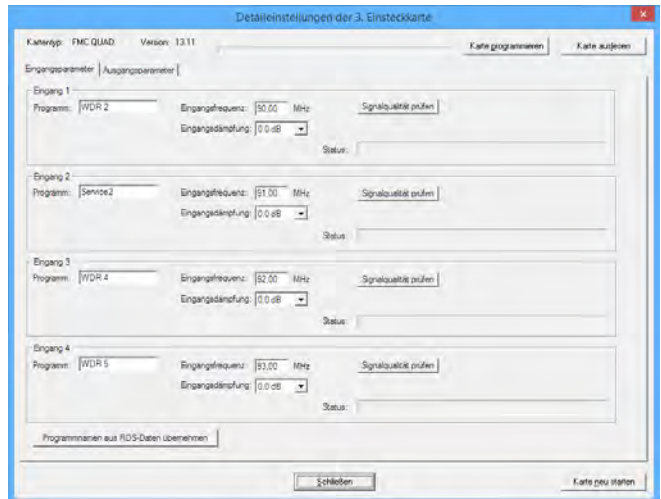 Detaileinstellungen der 3. Einsteckkarte
Kartentyp: FMC QUAD Version: 13.11 Karte programmieren Karte auslesen
Eingangsparameter Ausgangsparameter
Eingang 1
Programm: WDR 2 Eingangsfrequenz: 90,00 MHz Signalqualität prüfen
Eingangsdämpfung: 0.0 dB
Status:
Eingang 2
Programm: Service2 Eingangsfrequenz: 91,00 MHz Signalqualität prüfen
Eingangsdämpfung: 0.0 dB
Status:
Eingang 3
Programm: WDR 4 Eingangsfrequenz: 92,00 MHz Signalqualität prüfen
Eingangsdämpfung: 0.0 dB
Status:
Eingang 4
Programm: WDR 5 Eingangsfrequenz: 93,00 MHz Signalqualität prüfen
Eingangsdämpfung: 0.0 dB
Status:
Programmnamen aus RDS-Daten übernehmen
Schließen Karte neu starten